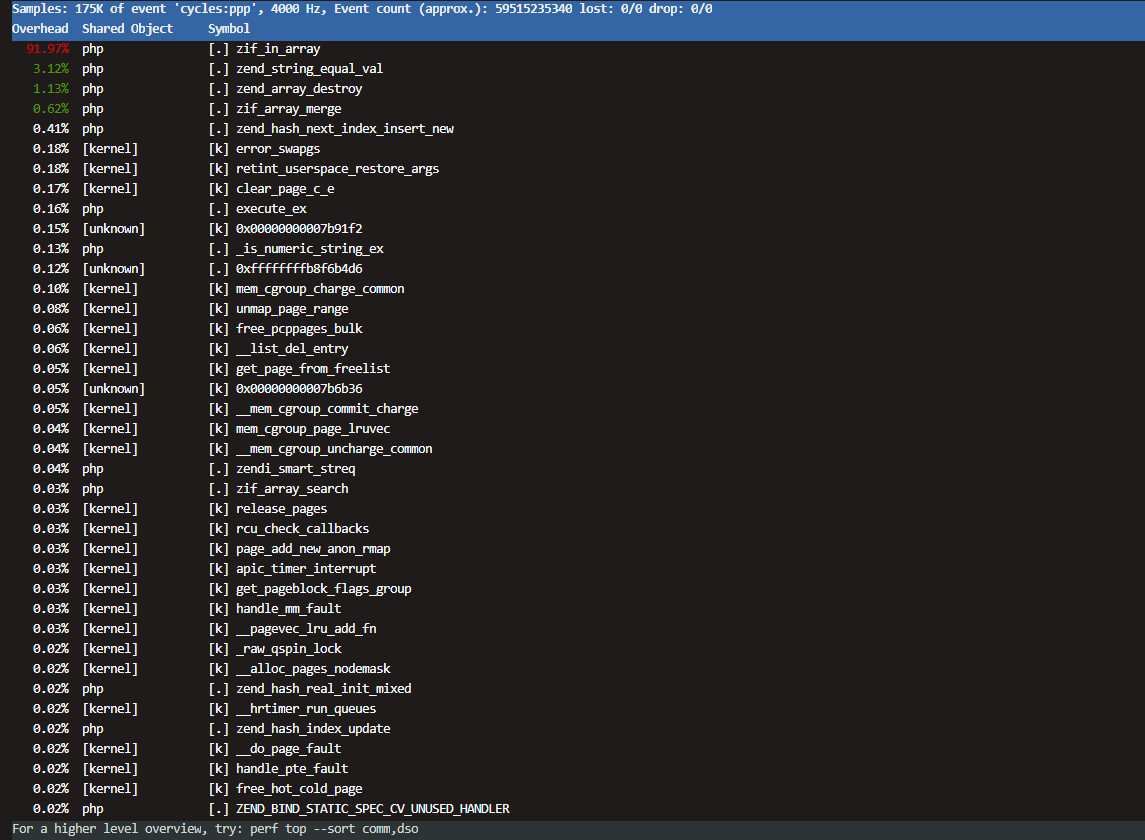 Samples: 175K of event 'cycles:ppp', 4000 Hz, Event count (approx.): 59515235340 lost: 0/0 drop: 0/0
Overhead  Shared Object     Symbol
  91.97%  php               [.] zif_in_array
   3.12%  php               [.] zend_string_equal_val
   1.13%  php               [.] zend_array_destroy
   0.62%  php               [.] zif_array_merge
   0.41%  php               [.] zend_hash_next_index_insert_new
   0.18%  [kernel]          [k] error_swapgs
   0.18%  [kernel]          [k] retint_userspace_restore_args
   0.17%  [kernel]          [k] clear_page_c_e
   0.16%  php               [.] execute_ex
   0.15%  [unknown]         [k] 0x00000000007b91f2
   0.13%  php               [.] _is_numeric_string_ex
   0.12%  [unknown]         [.] 0xffffffffb8f6b4d6
   0.10%  [kernel]          [k] mem_cgroup_charge_common
   0.08%  [kernel]          [k] unmap_page_range
   0.06%  [kernel]          [k] free_pcppages_bulk
   0.06%  [kernel]          [k] __list_del_entry
   0.05%  [kernel]          [k] get_page_from_freelist
   0.05%  [unknown]         [k] 0x00000000007b6b36
   0.05%  [kernel]          [k] __mem_cgroup_commit_charge
   0.04%  [kernel]          [k] mem_cgroup_page_lruvec
   0.04%  [kernel]          [k] __mem_cgroup_uncharge_common
   0.04%  php               [.] zendi_smart_streq
   0.03%  php               [.] zif_array_search
   0.03%  [kernel]          [k] release_pages
   0.03%  [kernel]          [k] rcu_check_callbacks
   0.03%  [kernel]          [k] page_add_new_anon_rmap
   0.03%  [kernel]          [k] apic_timer_interrupt
   0.03%  [kernel]          [k] get_pageblock_flags_group
   0.03%  [kernel]          [k] handle_mm_fault
   0.03%  [kernel]          [k] __pagevec_lru_add_fn
   0.02%  [kernel]          [k] _raw_qspin_lock
   0.02%  [kernel]          [k] __alloc_pages_nodemask
   0.02%  php               [.] zend_hash_real_init_mixed
   0.02%  [kernel]          [k] __hrtimer_run_queues
   0.02%  php               [.] zend_hash_index_update
   0.02%  [kernel]          [k] __do_page_fault
   0.02%  [kernel]          [k] handle_pte_fault
   0.02%  [kernel]          [k] free_hot_cold_page
   0.02%  php               [.] ZEND_BIND_STATIC_SPEC_CV_UNUSED_HANDLER
For a higher level overview, try: perf top --sort comm,dso